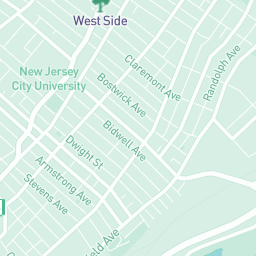 West Side
Claremont Ave
Randolph Ave
New Jersey
City University
Bostwick Ave
Bidwell Ave
Dwight St
Armstrong Ave
Stevens Ave
Ave